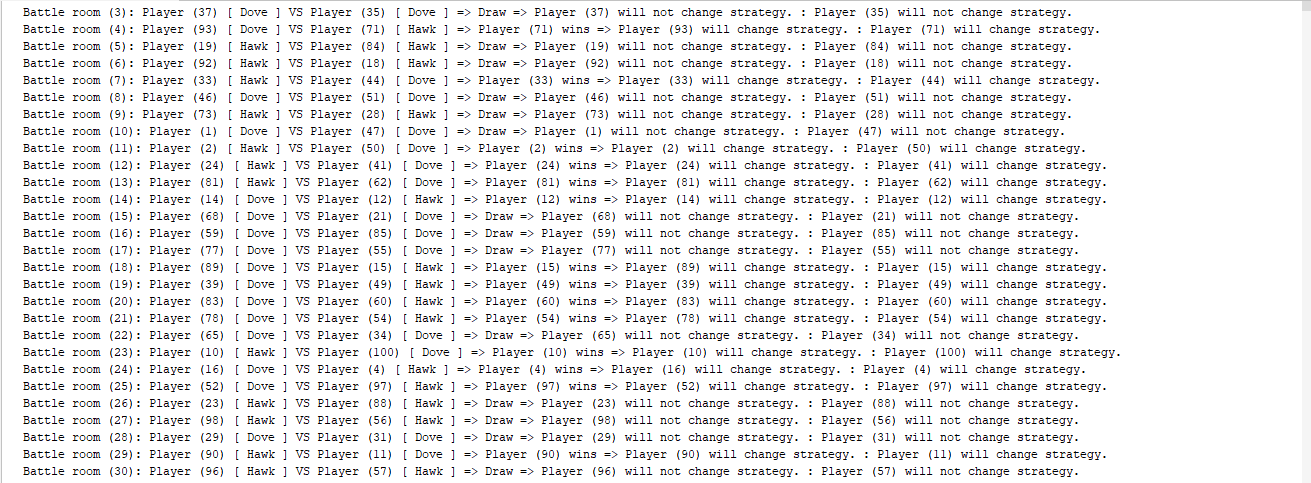 Battle room (3): Player (37) [ Dove ] VS Player (35) [ Dove ] => Draw => Player (37) will not change strategy. : Player (35) will not change strategy.
Battle room (4): Player (93) [ Dove ] VS Player (71) [ Hawk ] => Player (71) wins => Player (93) will change strategy. : Player (71) will change strategy.
Battle room (5): Player (19) [ Hawk ] VS Player (84) [ Hawk ] => Draw => Player (19) will not change strategy. : Player (84) will not change strategy.
Battle room (6): Player (92) [ Hawk ] VS Player (18) [ Hawk ] => Draw => Player (92) will not change strategy. : Player (18) will not change strategy.
Battle room (7): Player (33) [ Hawk ] VS Player (44) [ Dove ] => Player (33) wins => Player (33) will change strategy. : Player (44) will change strategy.
Battle room (8): Player (46) [ Dove ] VS Player (51) [ Dove ] => Draw => Player (46) will not change strategy. : Player (51) will not change strategy.
Battle room (9): Player (73) [ Hawk ] VS Player (28) [ Hawk ] => Draw => Player (73) will not change strategy. : Player (28) will not change strategy.
Battle room (10): Player (1) [ Dove ] VS Player (47) [ Dove ] => Draw => Player (1) will not change strategy. : Player (47) will not change strategy.
Battle room (11): Player (2) [ Hawk ] VS Player (50) [ Dove ] => Player (2) wins => Player (2) will change strategy. : Player (50) will change strategy.
Battle room (12): Player (24) [ Hawk ] VS Player (41) [ Dove ] => Player (24) wins => Player (24) will change strategy. : Player (41) will change strategy.
Battle room (13): Player (81) [ Hawk ] VS Player (62) [ Dove ] => Player (81) wins => Player (81) will change strategy. : Player (62) will change strategy.
Battle room (14): Player (14) [ Dove ] VS Player (12) [ Hawk ] => Player (12) wins => Player (14) will change strategy. : Player (12) will change strategy.
Battle room (15): Player (68) [ Dove ] VS Player (21) [ Dove ] => Draw => Player (68) will not change strategy. : Player (21) will not change strategy.
Battle room (16): Player (59) [ Dove ] VS Player (85) [ Dove ] => Draw => Player (59) will not change strategy. : Player (85) will not change strategy.
Battle room (17): Player (77) [ Dove ] VS Player (55) [ Dove ] => Draw => Player (77) will not change strategy. : Player (55) will not change strategy.
Battle room (18): Player (89) [ Dove ] VS Player (15) [ Hawk ] => Player (15) wins => Player (89) will change strategy. : Player (15) will change strategy.
Battle room (19): Player (39) [ Dove ] VS Player (49) [ Hawk ] => Player (49) wins => Player (39) will change strategy. : Player (49) will change strategy.
Battle room (20): Player (83) [ Dove ] VS Player (60) [ Hawk ] => Player (60) wins => Player (83) will change strategy. : Player (60) will change strategy.
Battle room (21): Player (78) [ Dove ] VS Player (54) [ Hawk ] => Player (54) wins => Player (78) will change strategy. : Player (54) will change strategy.
Battle room (22): Player (65) [ Dove ] VS Player (34) [ Dove ] => Draw => Player (65) will not change strategy. : Player (34) will not change strategy.
Battle room (23): Player (10) [ Hawk ] VS Player (100) [ Dove ] => Player (10) wins => Player (10) will change strategy. : Player (100) will change strategy.
Battle room (24): Player (16) [ Dove ] VS Player (4) [ Hawk ] => Player (4) wins => Player (16) will change strategy. : Player (4) will change strategy.
Battle room (25): Player (52) [ Dove ] VS Player (97) [ Hawk ] => Player (97) wins => Player (52) will change strategy. : Player (97) will change strategy.
Battle room (26): Player (23) [ Hawk ] VS Player (88) [ Hawk ] => Draw => Player (23) will not change strategy. : Player (88) will not change strategy.
Battle room (27): Player (98) [ Hawk ] VS Player (56) [ Hawk ] => Draw => Player (98) will not change strategy. : Player (56) will not change strategy.
Battle room (28): Player (29) [ Dove ] VS Player (31) [ Dove ] => Draw => Player (29) will not change strategy. : Player (31) will not change strategy.
Battle room (29): Player (90) [ Hawk ] VS Player (11) [ Dove ] => Player (90) wins => Player (90) will change strategy. : Player (11) will change strategy.
Battle room (30): Player (96) [ Hawk ] VS Player (57) [ Hawk ] => Draw => Player (96) will not change strategy. : Player (57) will not change strategy.